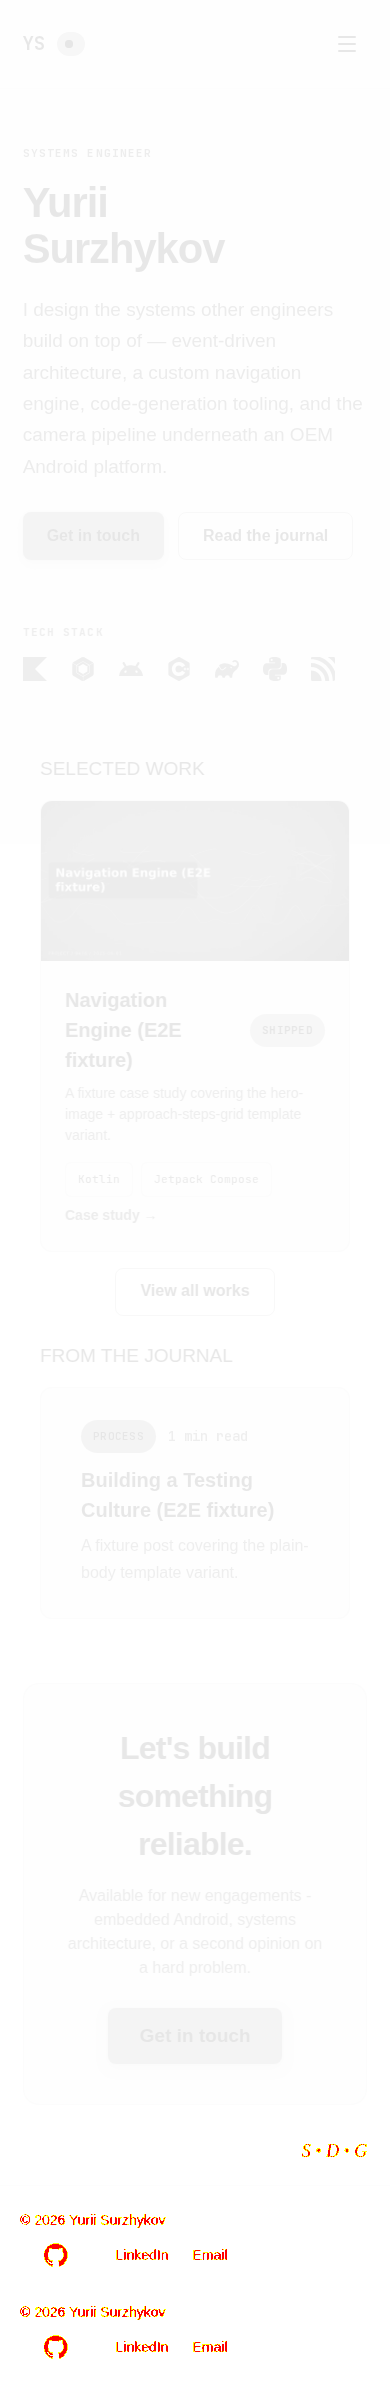 YS
SYSTEMS ENGINEER
Yurii
Surzhykov
I design the systems other engineers
build on top of — event-driven
architecture, a custom navigation
engine, code-generation tooling, and the
camera pipeline underneath an OEM
Android platform.
Get in touch
Read the journal
TECH STACK
SELECTED WORK
Navigation Engine (E2E
fixture)
Navigation
Engine (E2E
fixture)
SHIPPED
A fixture case study covering the hero-
image + approach-steps-grid template
variant.
Kotlin
Jetpack Compose
Case study →
View all works
FROM THE JOURNAL
PROCESS
1 min read
Building a Testing
Culture (E2E fixture)
A fixture post covering the plain-
body template variant.
Let's build
something
reliable.
Available for new engagements -
embedded Android, systems
architecture, or a second opinion on
a hard problem.
Get in touch
S • D • G
© 2026 Yurii Surzhykov
LinkedIn
Email
© 2026 Yurii Surzhykov
LinkedIn
Email